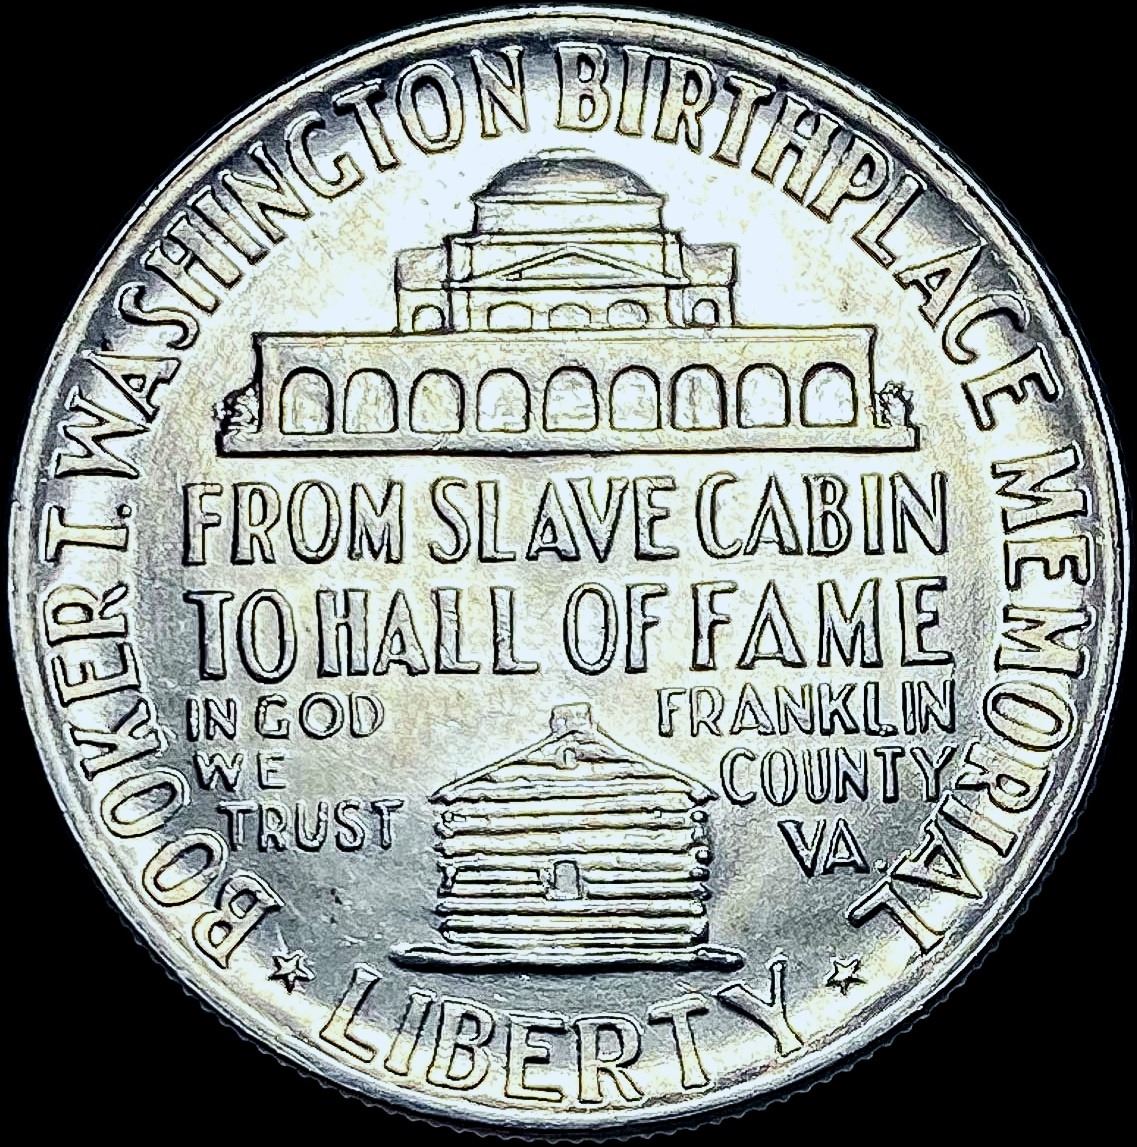 BOOKER T. WASHINGTON BIRTHPLACE MEMORIAL
FROM SLAVE CABIN
TO HALL OF FAME
IN GOD
WE
TRUST
FRANKLIN
COUNTY
VA.
LIBERTY